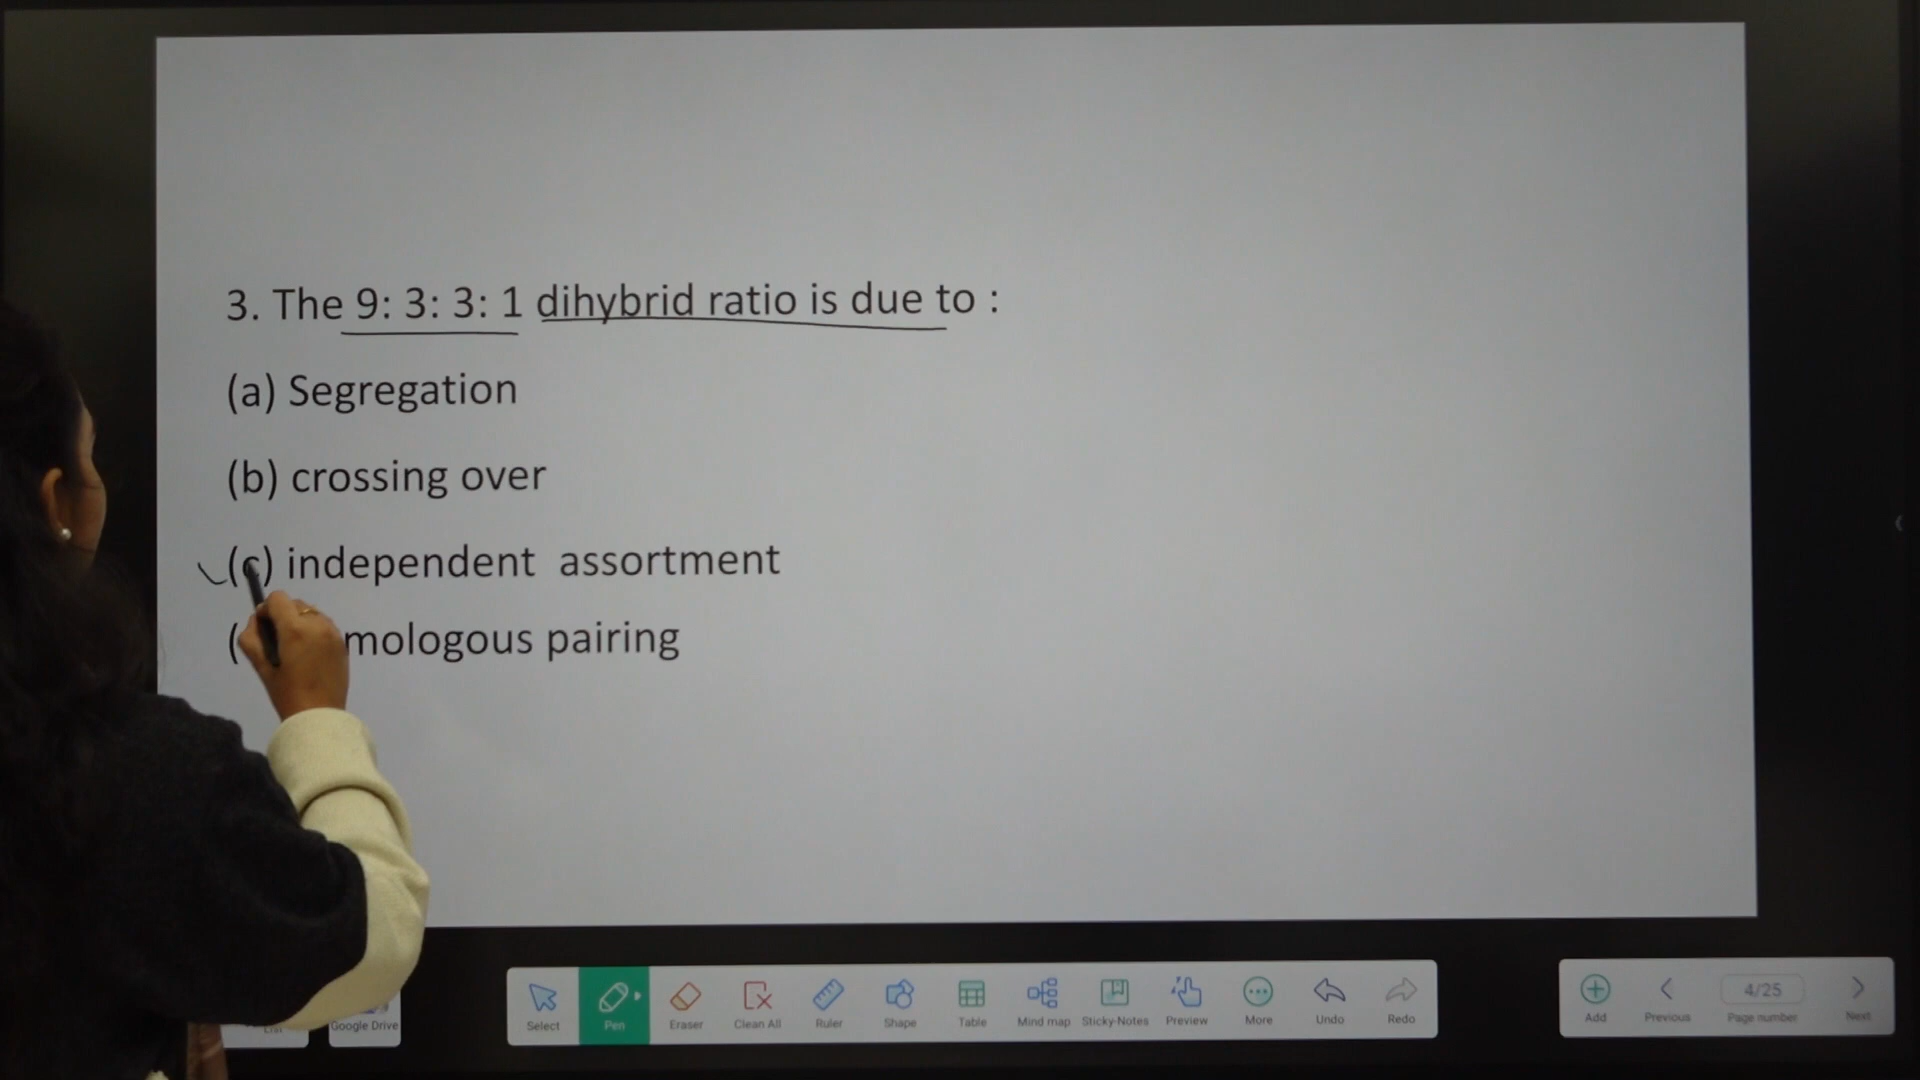 3. The 9: 3: 3: 1 dihybrid ratio is due to :
(a) Segregation
(b) crossing over
(c) independent assortment
( mologous pairing
Select
Pen
Eraser
Clean All
Ruler
Shape
Table
Mind map
Sticky-Notes
Preview
More
Undo
Redo
Google Drive
Add
Previous
4/25
Page number
Next